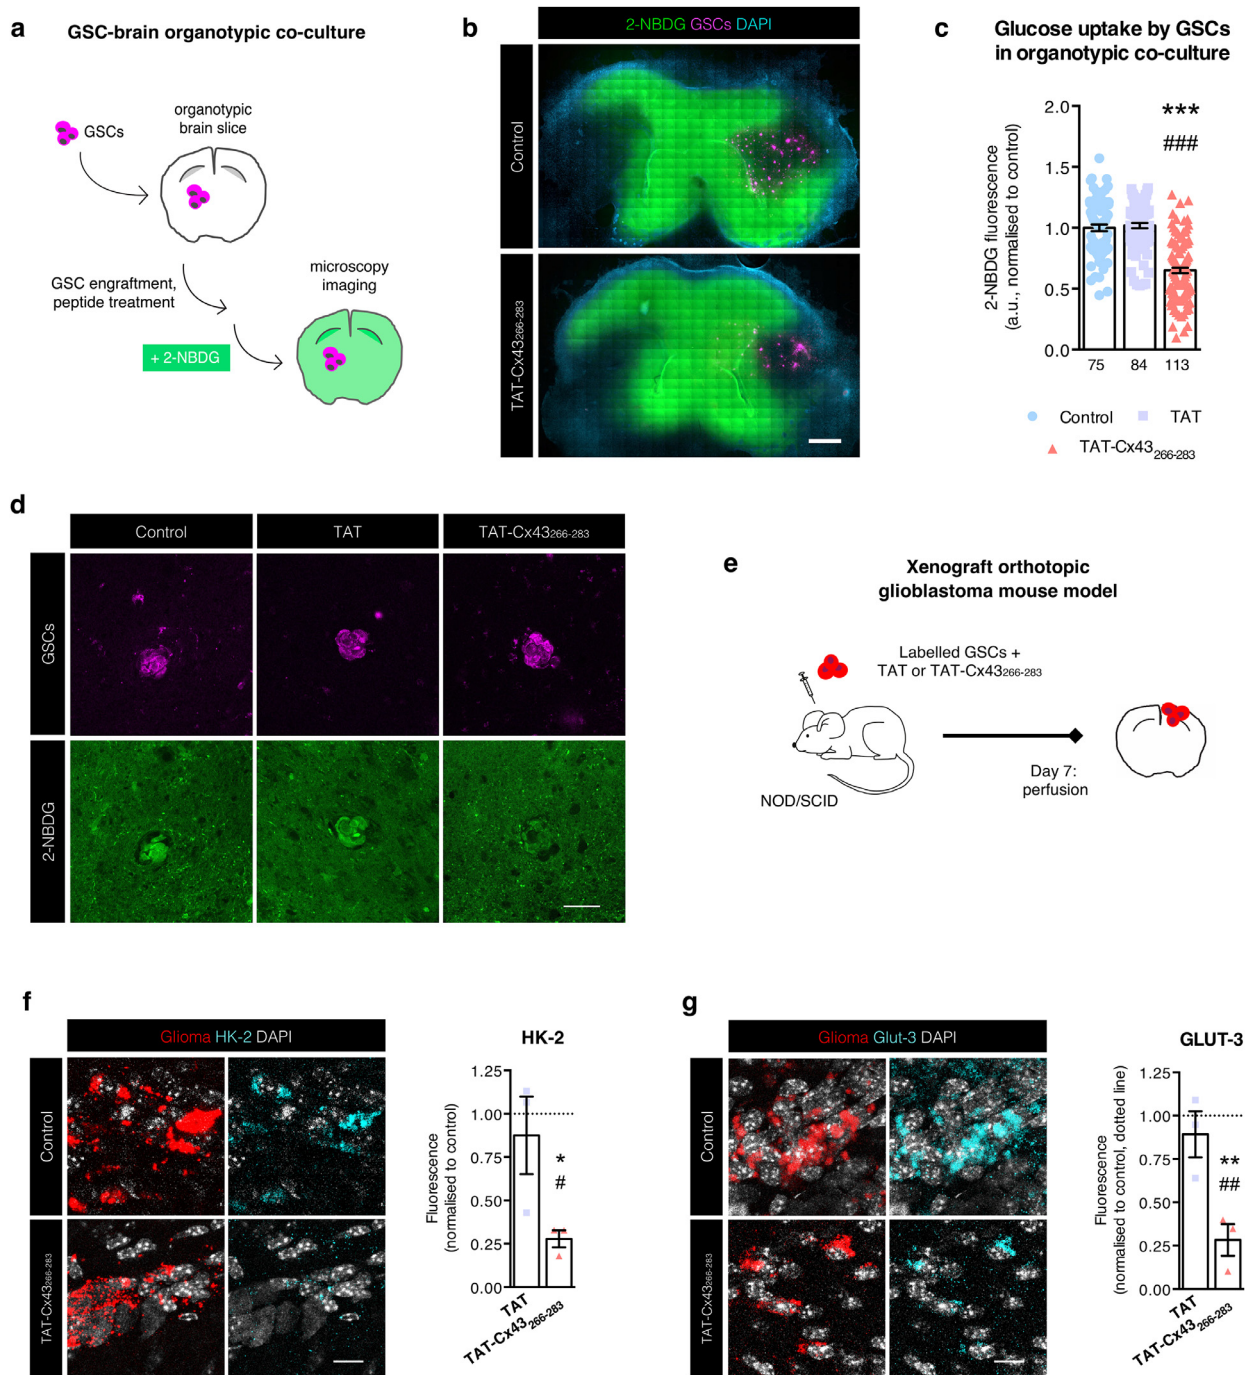 a
GSC-brain organotypic co-culture
GSCs
organotypic
brain slice
GSC engraftment,
peptide treatment
microscopy
imaging
+ 2-NBDG
b
2-NBDG GSCs DAPI
Control
TAT-Cx43266-283
c
Glucose uptake by GSCs
in organotypic co-culture
2-NBDG fluorescence
(a.u., normalised to control)
2.0
1.5
1.0
0.5
0.0
***
###
75 84 113
Control TAT
TAT-Cx43266-283
d
Control TAT TAT-Cx43266-283
GSCs
2-NBDG
e
Xenograft orthotopic
glioblastoma mouse model
Labelled GSCs +
TAT or TAT-Cx43266-283
NOD/SCID
Day 7:
perfusion
f
Glioma HK-2 DAPI
Control
TAT-Cx43266-283
HK-2
Fluorescence
(normalised to control)
1.25
1.00
0.75
0.50
0.25
0.00
*
#
TAT
TAT-Cx43266-283
g
Glioma Glut-3 DAPI
Control
TAT-Cx43266-283
GLUT-3
Fluorescence
(normalised to control, dotted line)
1.25
1.00
0.75
0.50
0.25
0.00
**
##
TAT
TAT-Cx43266-283